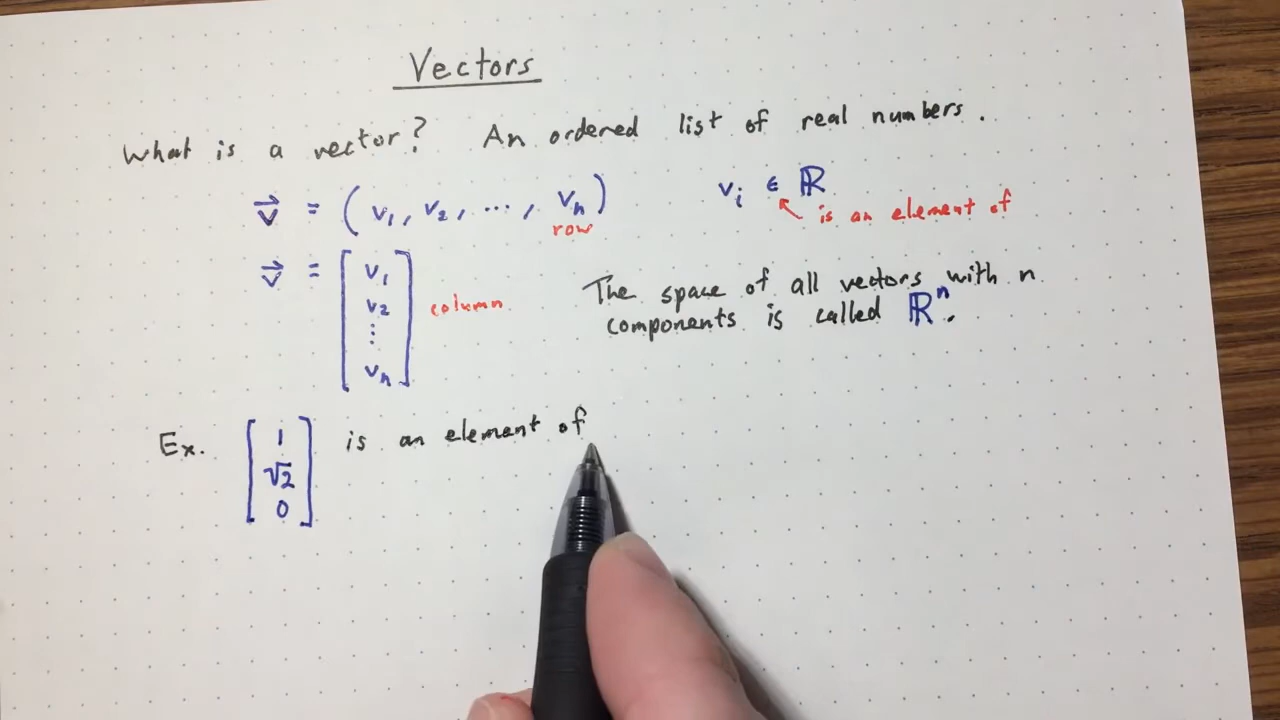 Vectors
What is a vector? An ordered list of real numbers.
v⃗ = (v₁, v₂, ..., vₙ) vᵢ ∈ ℝ
row
is an element of
v⃗ = [v₁
v₂
⋮
vₙ]
column
The space of all vectors with n
components is called ℝⁿ.
Ex. [1
√2
0] is an element of